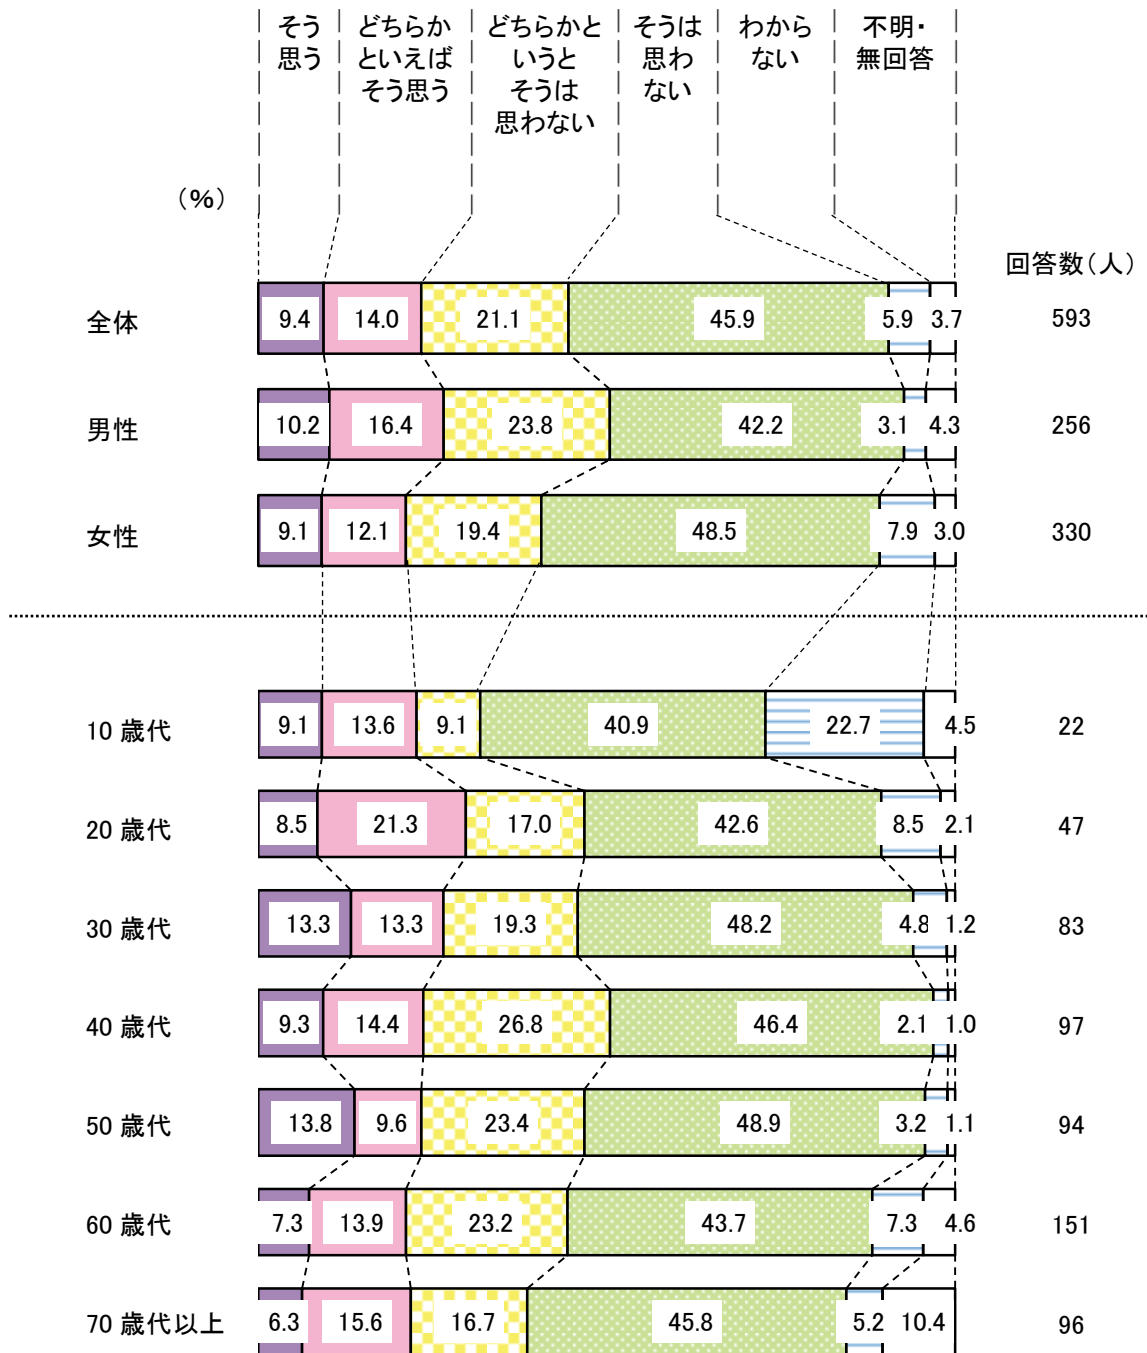 そう
思う
どちらか
といえば
そう思う
どちらかと
いうと
そうは
思わない
そうは
思わ
ない
わから
ない
不明・
無回答
（％）
回答数（人）
全体 9.4 14.0 21.1 45.9 5.9 3.7 593
男性 10.2 16.4 23.8 42.2 3.1 4.3 256
女性 9.1 12.1 19.4 48.5 7.9 3.0 330
10 歳代 9.1 13.6 9.1 40.9 22.7 4.5 22
20 歳代 8.5 21.3 17.0 42.6 8.5 2.1 47
30 歳代 13.3 13.3 19.3 48.2 4.8 1.2 83
40 歳代 9.3 14.4 26.8 46.4 2.1 1.0 97
50 歳代 13.8 9.6 23.4 48.9 3.2 1.1 94
60 歳代 7.3 13.9 23.2 43.7 7.3 4.6 151
70 歳代以上 6.3 15.6 16.7 45.8 5.2 10.4 96